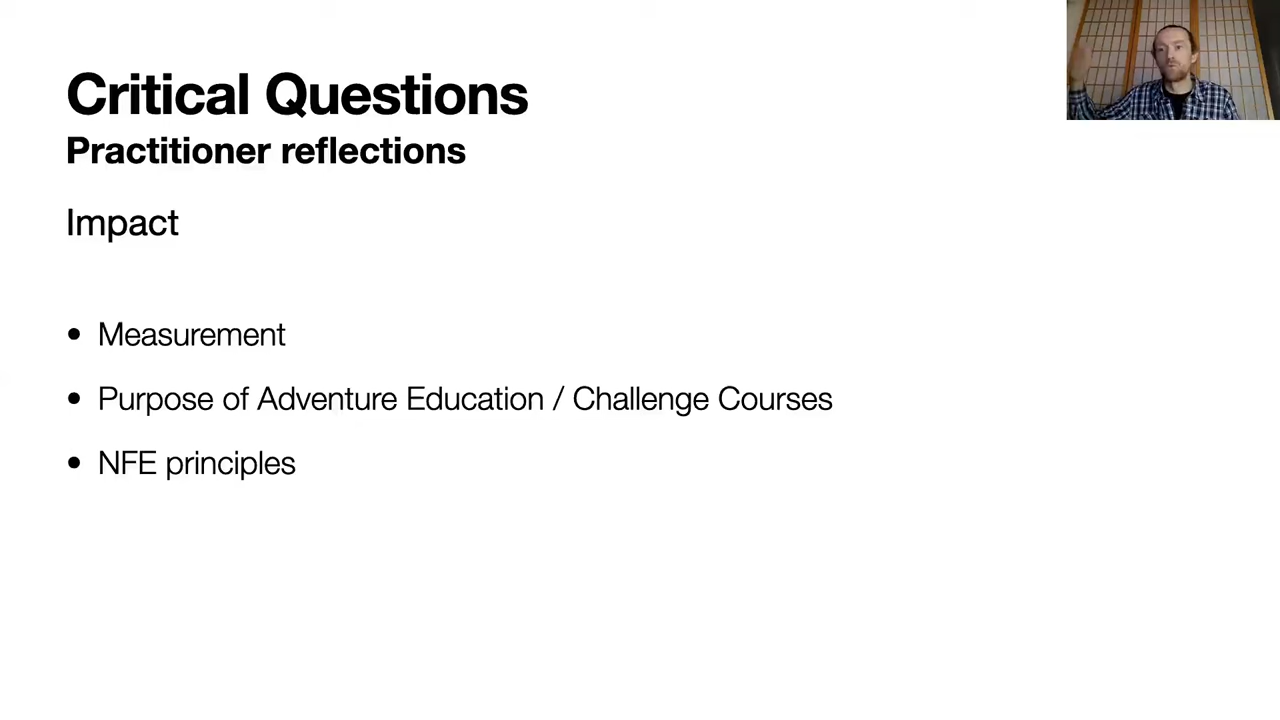 Critical Questions
Practitioner reflections
Impact
• Measurement
• Purpose of Adventure Education / Challenge Courses
• NFE principles